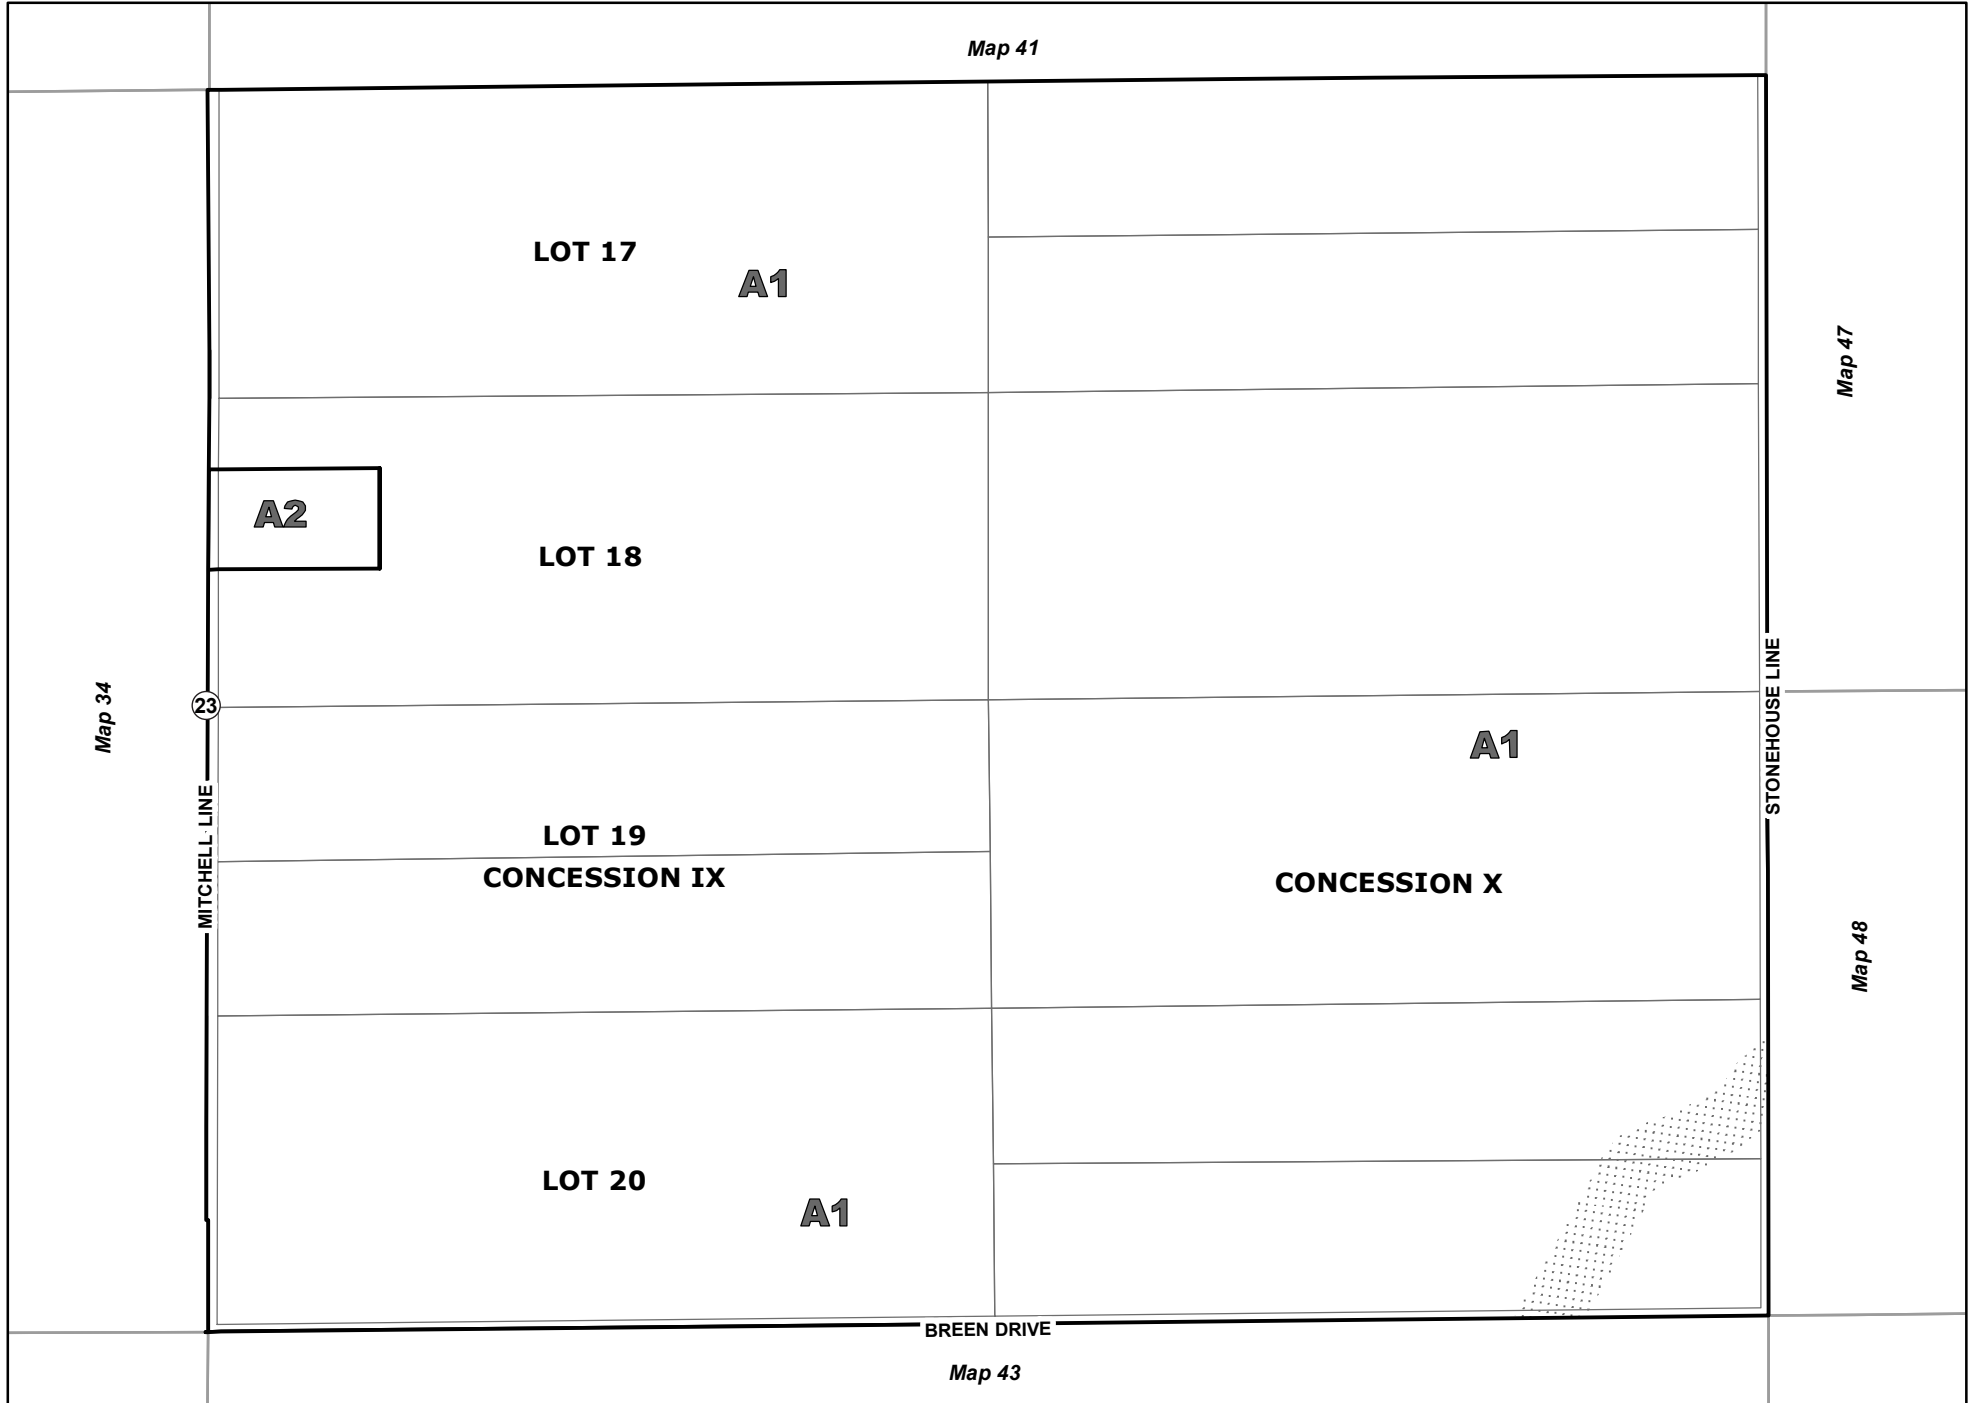 Map 41
LOT 17
A1
Map 47
A2
LOT 18
Map 34
23
STONEHOUSE LINE
A1
MITCHELL LINE
LOT 19
CONCESSION IX
CONCESSION X
Map 48
LOT 20
A1
BREEN DRIVE
Map 43